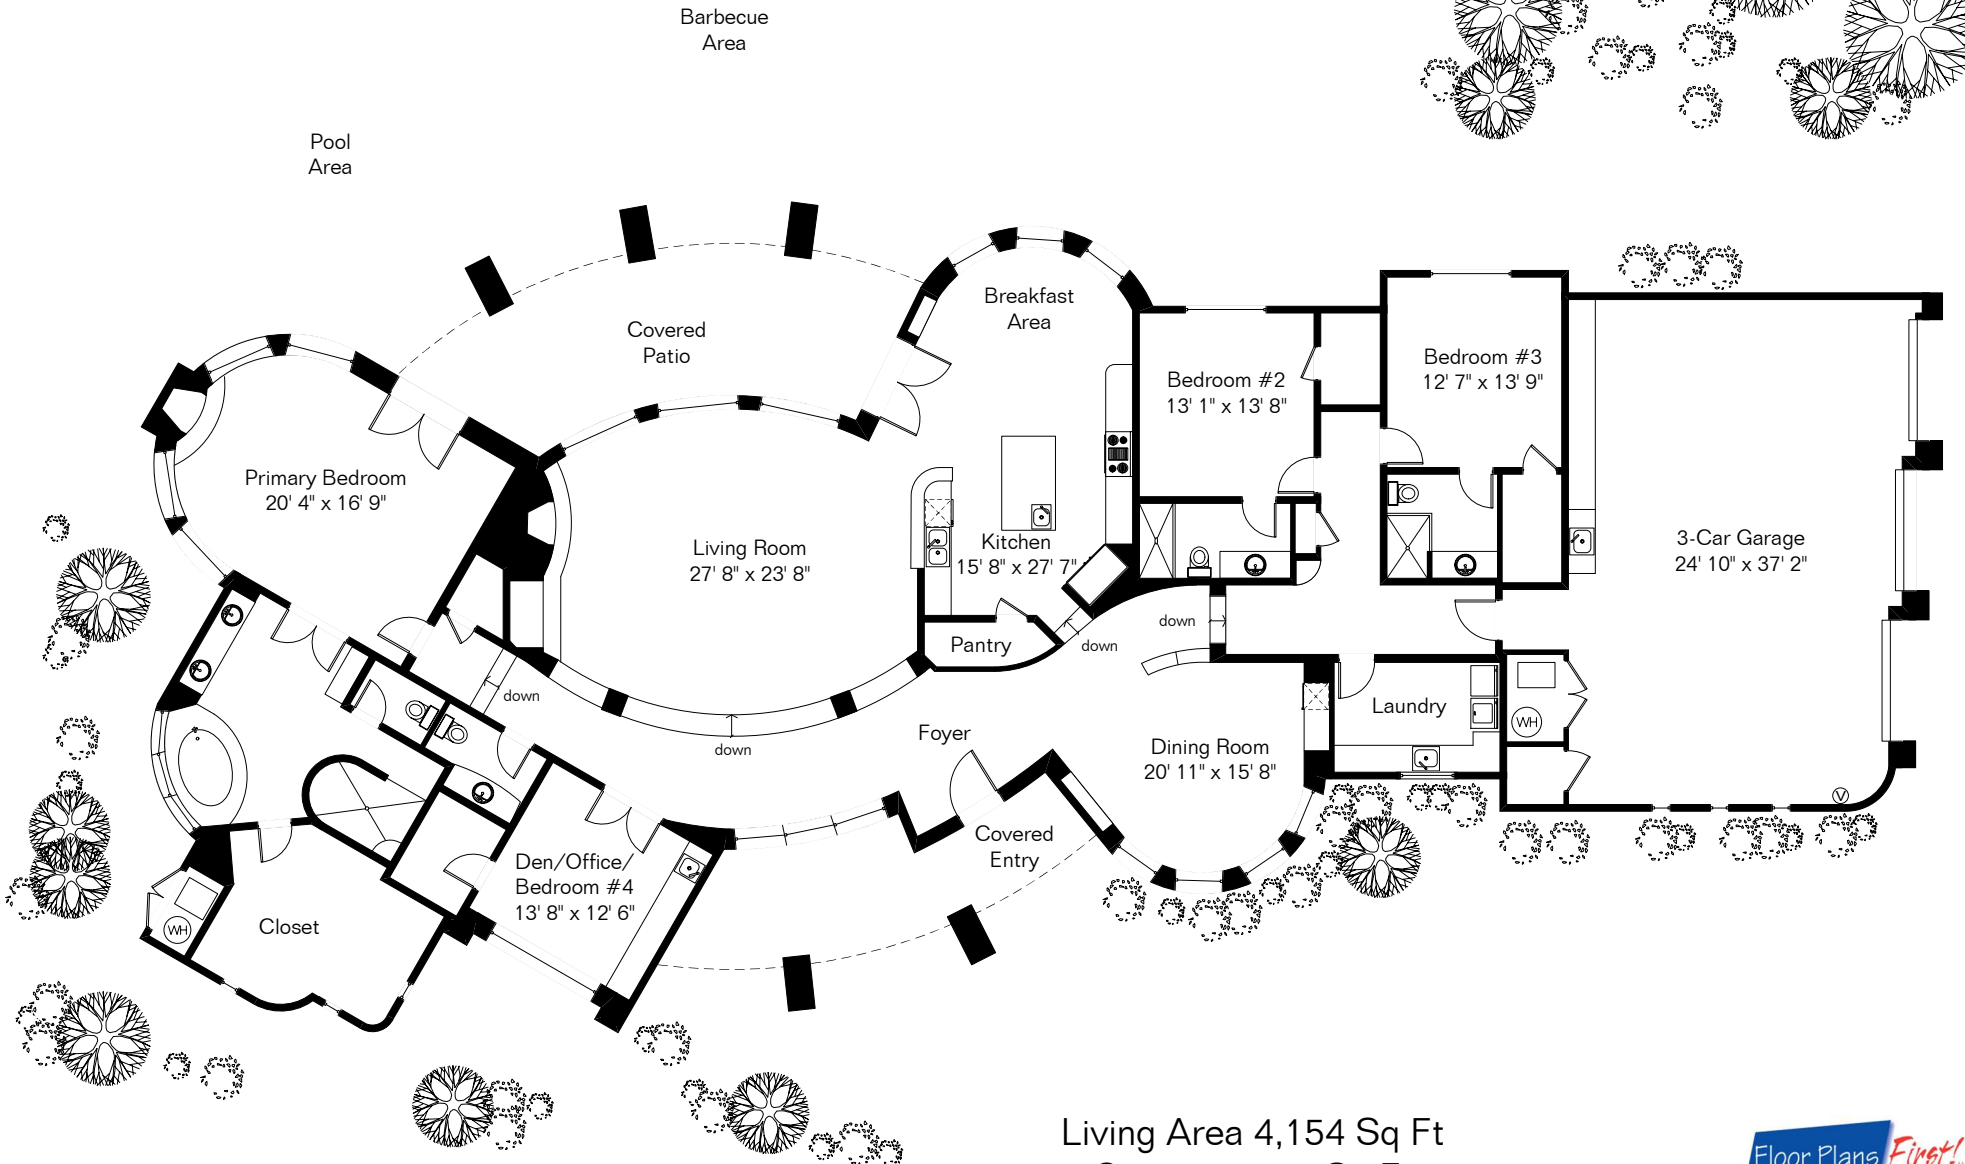 Barbecue
Area
Pool
Area
Covered
Patio
Breakfast
Area
Bedroom #2
13' 1" x 13' 8"
Bedroom #3
12' 7" x 13' 9"
Primary Bedroom
20' 4" x 16' 9"
Living Room
27' 8" x 23' 8"
Kitchen
15' 8" x 27' 7"
3-Car Garage
24' 10" x 37' 2"
Pantry
down
down
down
down
Foyer
Laundry
WH
Dining Room
20' 11" x 15' 8"
Covered
Entry
V
Den/Office/
Bedroom #4
13' 8" x 12' 6"
Closet
WH
Living Area 4,154 Sq Ft
Floor Plans First!